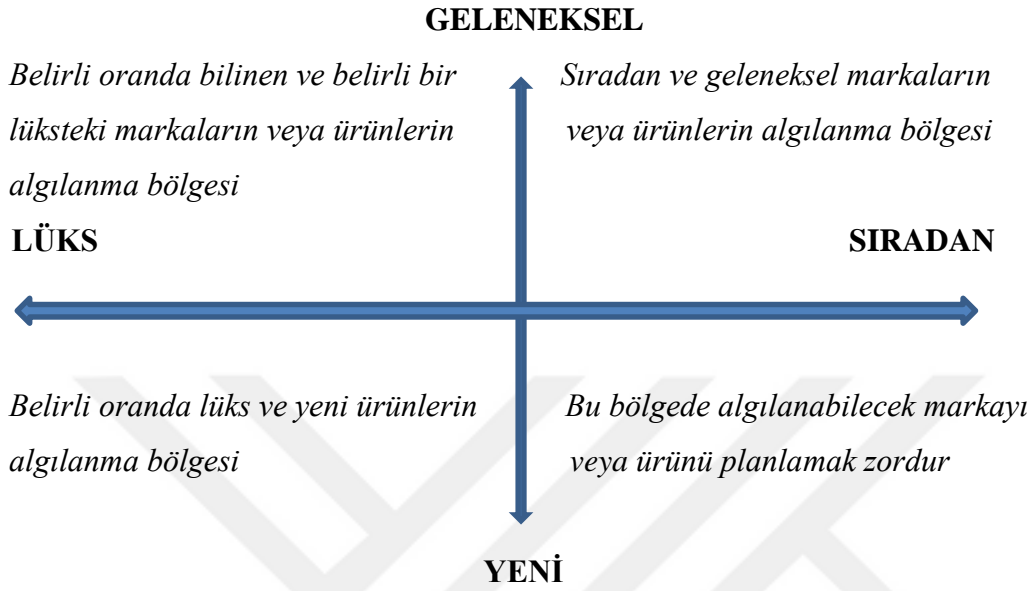 GELENEKSEL
Belirli oranda bilinen ve belirli bir
lüksteki markaların veya ürünlerin
algılanma bölgesi
Sıradan ve geleneksel markaların
veya ürünlerin algılanma bölgesi
LÜKS
SIRADAN
Belirli oranda lüks ve yeni ürünlerin
algılanma bölgesi
Bu bölgede algılanabilecek markayı
veya ürünü planlamak zordur
YENİ